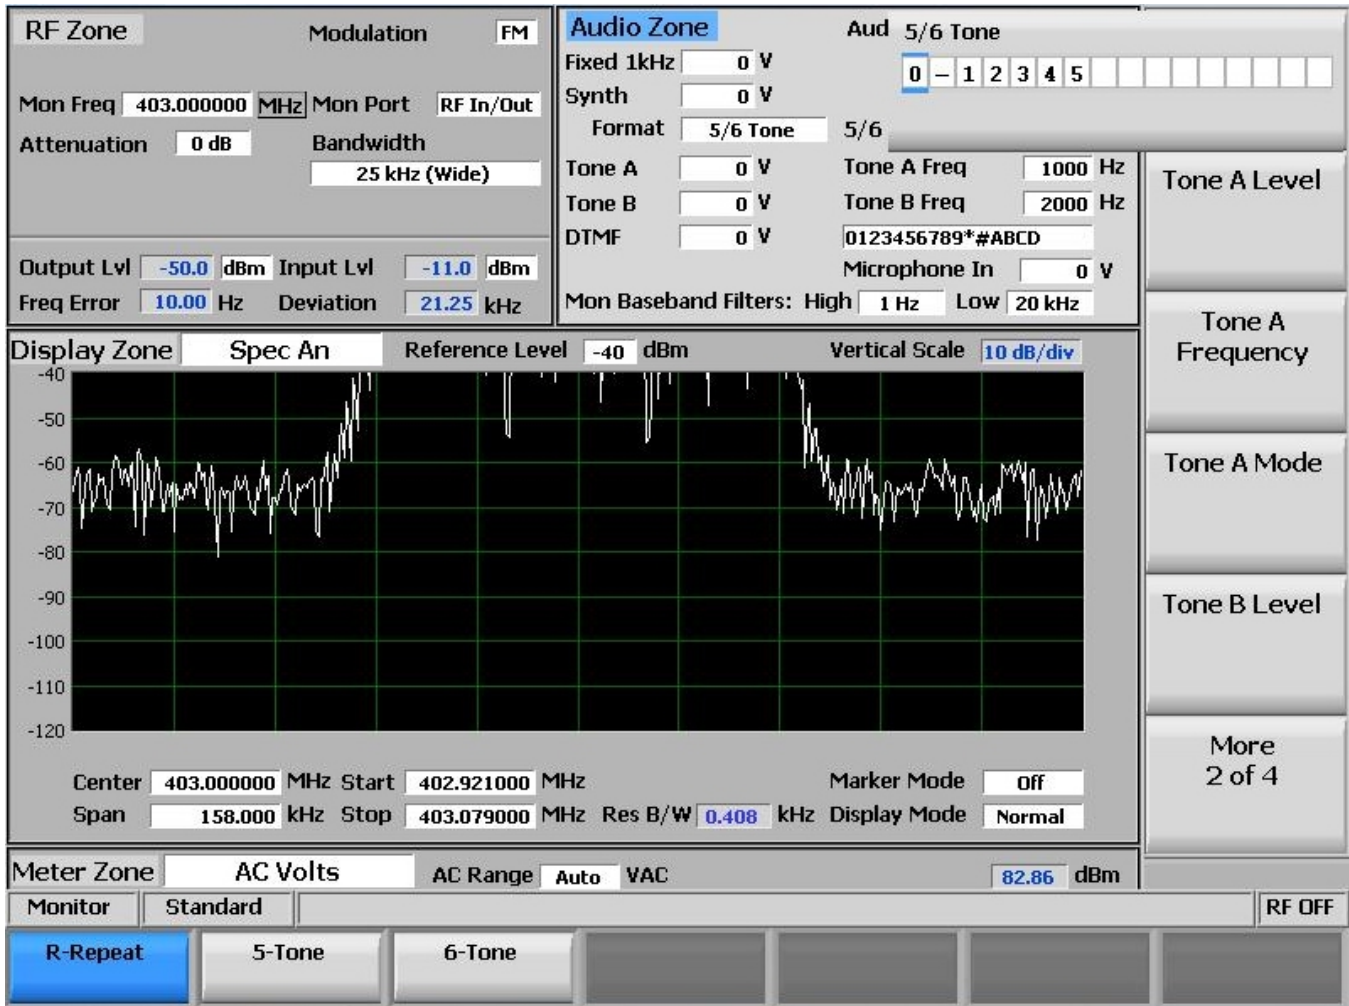 RF Zone
Modulation FM
Mon Freq 403.000000 MHz Mon Port RF In/Out
Attenuation 0 dB Bandwidth
25 kHz (Wide)
Output Lvl -50.0 dBm Input Lvl -11.0 dBm
Freq Error 10.00 Hz Deviation 21.25 kHz
Audio Zone Aud
Fixed 1kHz 0 V
Synth 0 V
Format 5/6 Tone 5/6
Tone A 0 V Tone A Freq 1000 Hz
Tone B 0 V Tone B Freq 2000 Hz
DTMF 0 V 0123456789*#ABCD
Microphone In 0 V
Mon Baseband Filters: High 1 Hz Low 20 kHz
5/6 Tone
0 - 1 2 3 4 5
Tone A Level
Tone A
Frequency
Tone A Mode
Tone B Level
More
2 of 4
Display Zone Spec An Reference Level -40 dBm Vertical Scale 10 dB/div
-40
-50
-60
-70
-80
-90
-100
-110
-120
Center 403.000000 MHz Start 402.921000 MHz Marker Mode Off
Span 158.000 kHz Stop 403.079000 MHz Res B/W 0.408 kHz Display Mode Normal
Meter Zone AC Volts AC Range Auto VAC 82.86 dBm
Monitor Standard RF OFF
R-Repeat 5-Tone 6-Tone